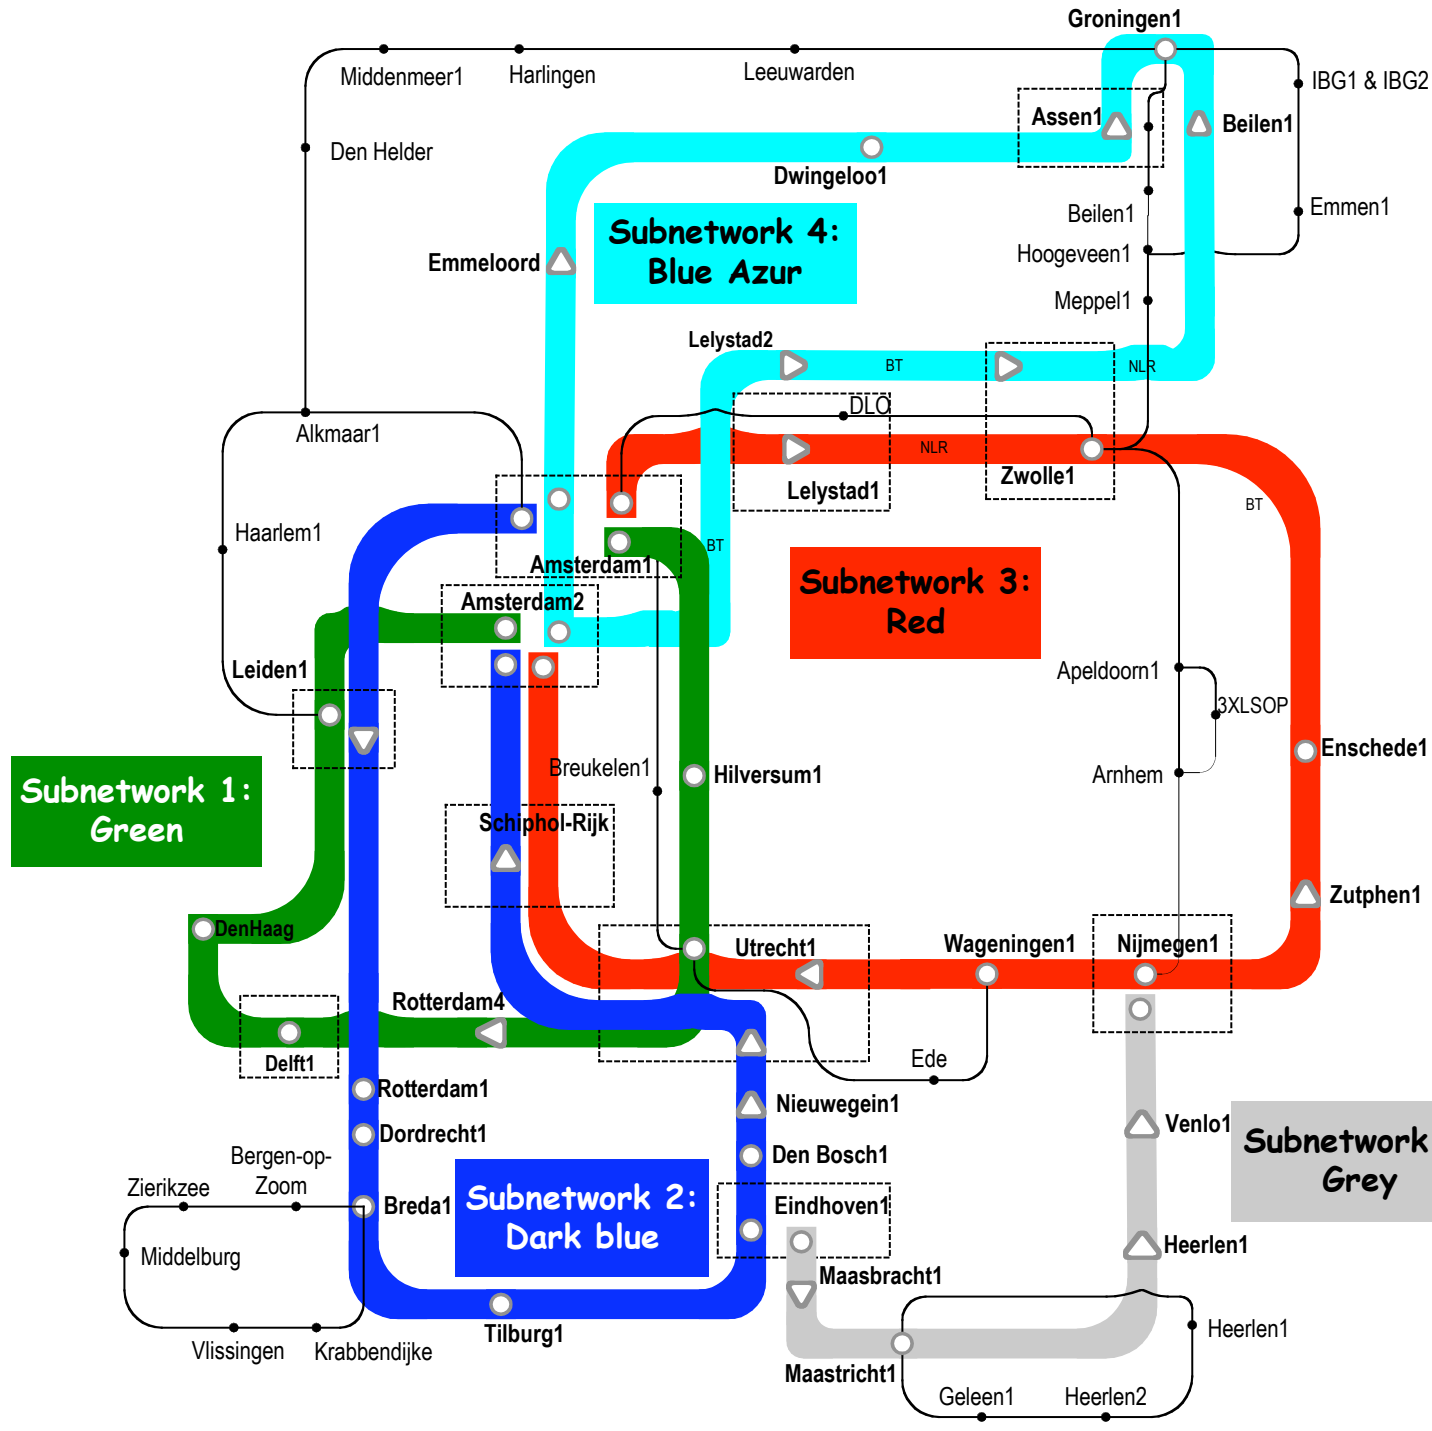 Groningen1
Middenmeer1
Harlingen
Leeuwarden
IBG1 & IBG2
Assen1
Beilen1
Den Helder
Dwingeloo1
Beilen1
Emmen1
Subnetwork 4:
Blue Azur
Emmeloord
Hoogeveen1
Meppel1
Lelystad2
BT
NLR
DLO
Alkmaar1
NLR
Zwolle1
Lelystad1
BT
Haarlem1
Amsterdam1
BT
Subnetwork 3:
Red
Amsterdam2
Leiden1
Apeldoorn1
3XLSOP
Enschede1
Breukelen1
Hilversum1
Arnhem
Subnetwork 1:
Green
Schiphol-Rijk
Zutphen1
DenHaag
Utrecht1
Wageningen1
Nijmegen1
Rotterdam4
Delft1
Ede
Rotterdam1
Nieuwegein1
Venlo1
Dordrecht1
Den Bosch1
Subnetwork
Grey
Bergen-op-
Zoom
Zierikzee
Breda1
Subnetwork 2:
Dark blue
Eindhoven1
Heerlen1
Middelburg
Maasbracht1
Tilburg1
Heerlen1
Vlissingen
Krabbendijke
Maastricht1
Geleen1
Heerlen2